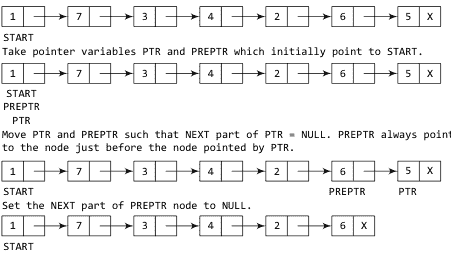 1 7 3 4 2 6 5 X
START
Take pointer variables PTR and PREPTR which initially point to START.
1 7 3 4 2 6 5 X
START
PREPTR
PTR
Move PTR and PREPTR such that NEXT part of PTR = NULL. PREPTR always point
to the node just before the node pointed by PTR.
1 7 3 4 2 6 5 X
START PREPTR PTR
Set the NEXT part of PREPTR node to NULL.
1 7 3 4 2 6 X
START